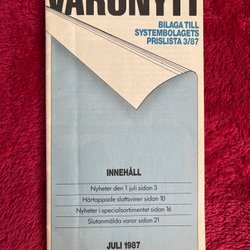 VARUNYTT
BILAGA TILL
SYSTEMBOLAGETS
PRISLISTA 3/87
INNEHÅLL
Nyheter den 1 juli sidan 3
Härtappade slottsviner sidan 10
Nyheter i specialsortimentet sidan 16
Slutanmälda varor sidan 21
JULI 1987